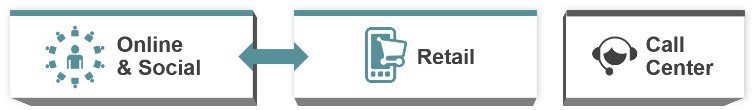 Online
& Social
Retail
Call
Center